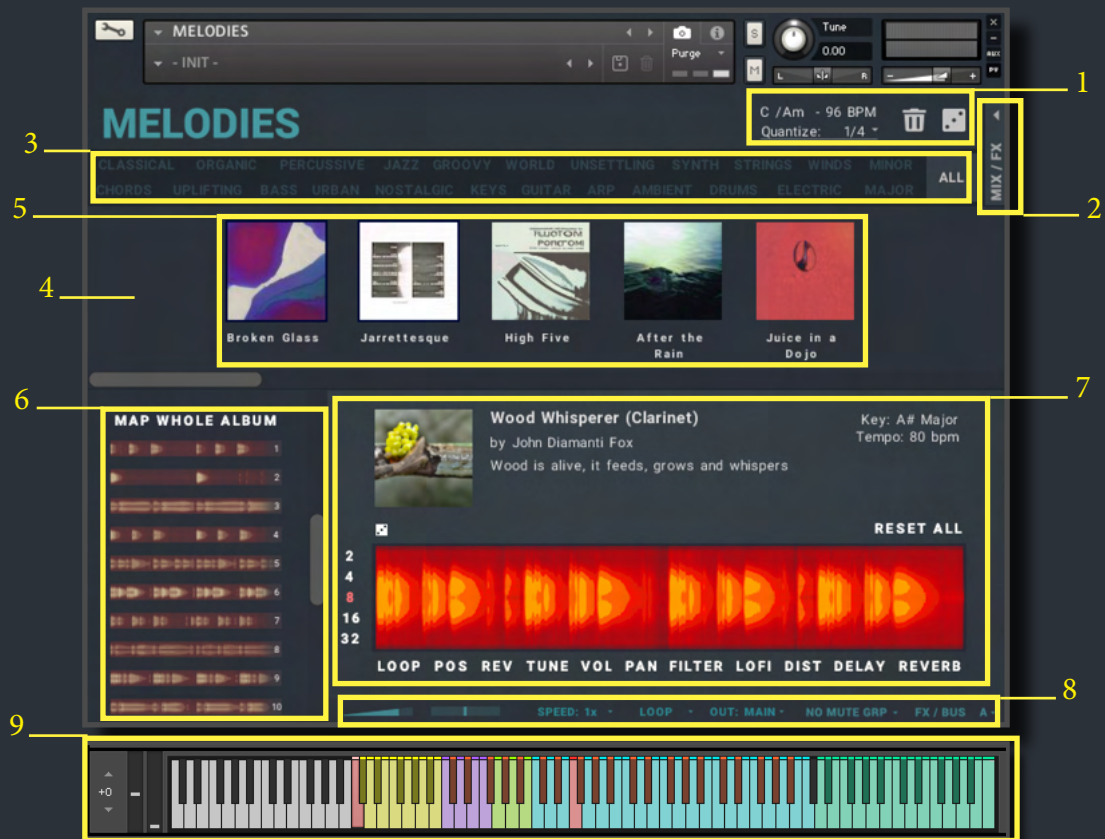 MELODIES
- INIT -
Purge
S
M
Tune
0.00
L R
- +
×
-
AUX
PV
1
MELODIES
C /Am - 96 BPM
Quantize: 1/4
MIX / FX
2
3
CLASSICAL ORGANIC PERCUSSIVE JAZZ GROOVY WORLD UNSETTLING SYNTH STRINGS WINDS MINOR
CHORDS UPLIFTING BASS URBAN NOSTALGIC KEYS GUITAR ARP AMBIENT DRUMS ELECTRIC MAJOR
ALL
5
4
Broken Glass
Jarrettesque
High Five
After the
Rain
Juice in a
Dojo
6
MAP WHOLE ALBUM
1
2
3
4
5
6
7
8
9
10
7
Wood Whisperer (Clarinet)
by John Diamanti Fox
Wood is alive, it feeds, grows and whispers
Key: A# Major
Tempo: 80 bpm
RESET ALL
2
4
8
16
32
LOOP POS REV TUNE VOL PAN FILTER LOFI DIST DELAY REVERB
8
SPEED: 1x LOOP OUT: MAIN NO MUTE GRP FX / BUS A
9
+0